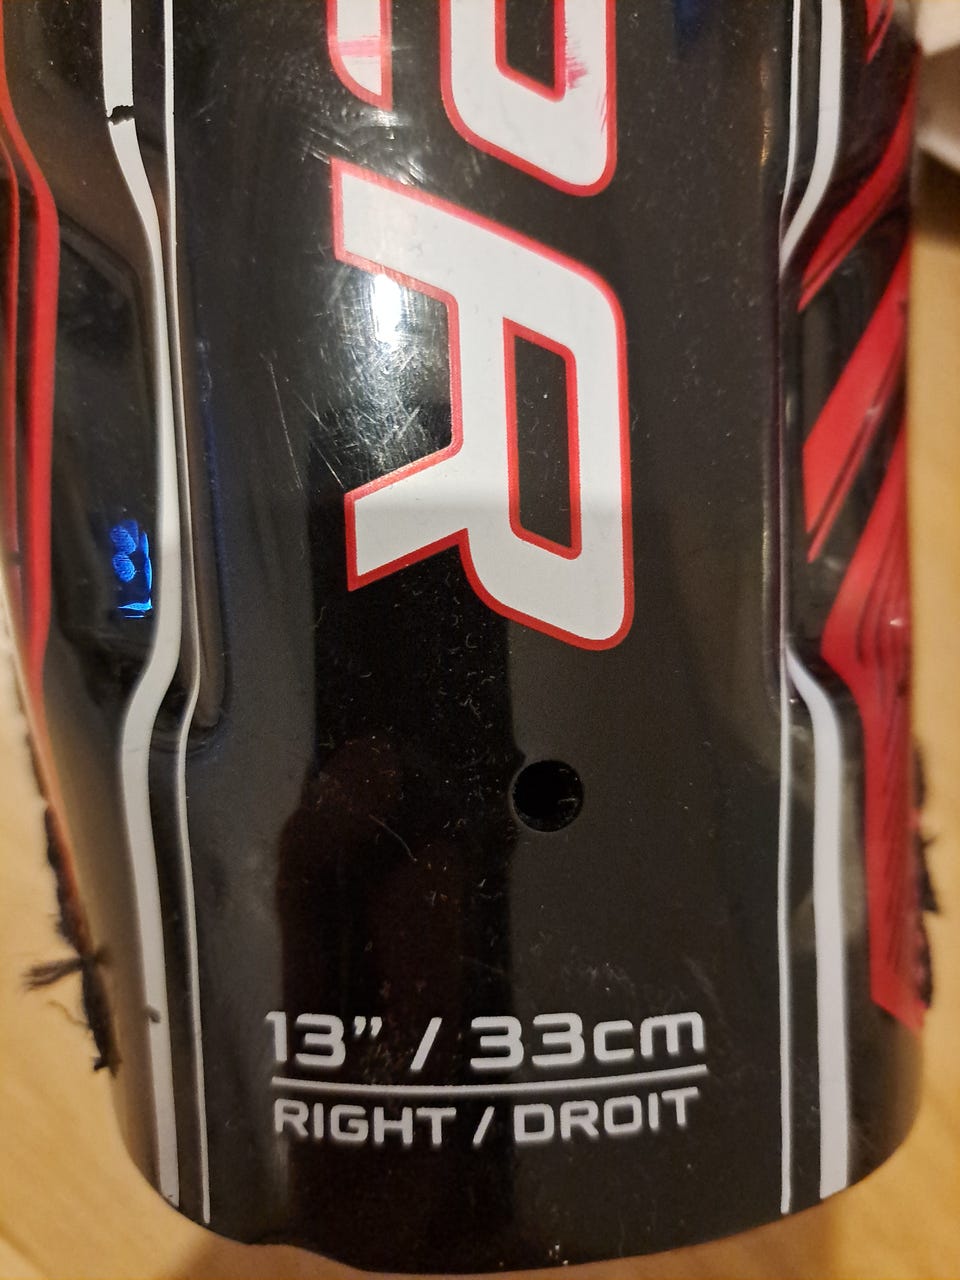 R
13” / 33cm
RIGHT / DROIT